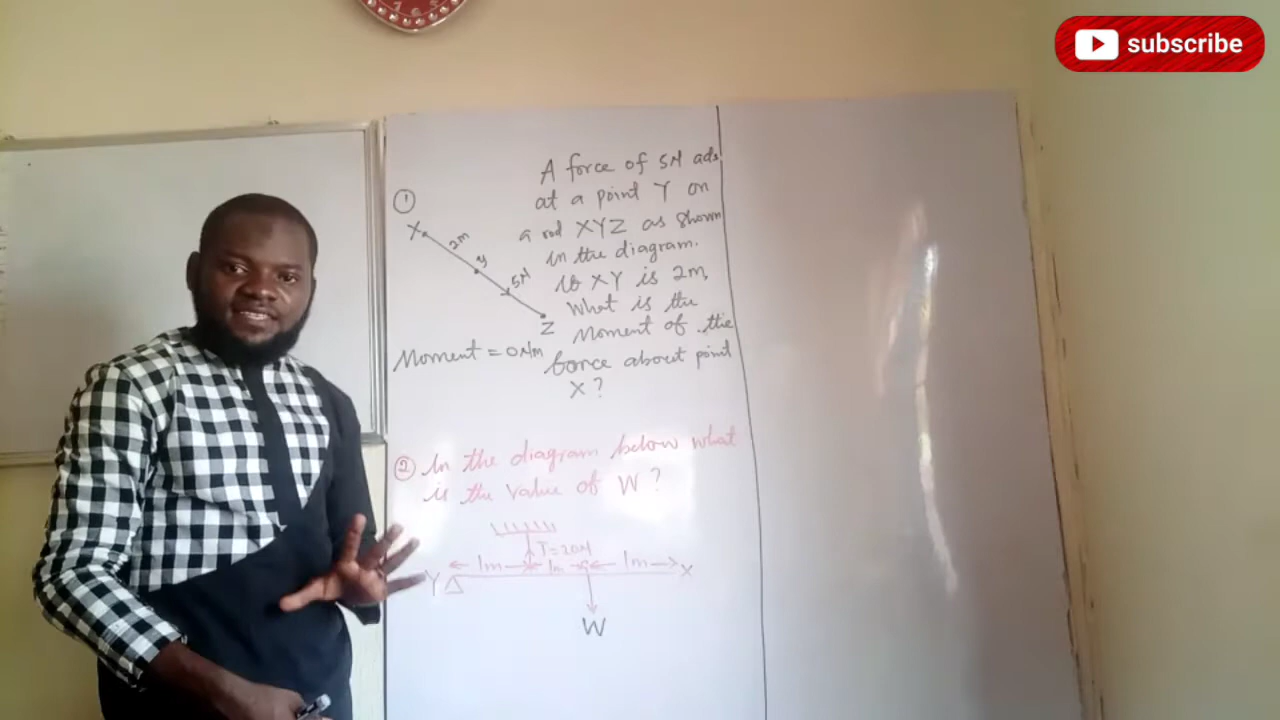 subscribe
A force of 5N acts
①
at a point Y on
a rod XYZ as shown
in the diagram.
If XY is 2m,
What is the
Moment of the
force about point
X?
X
2m
y
5N
Z
Moment = 0Nm
② In the diagram below what
is the value of W?
T=20N
1m
1m
1m
Y
X
W